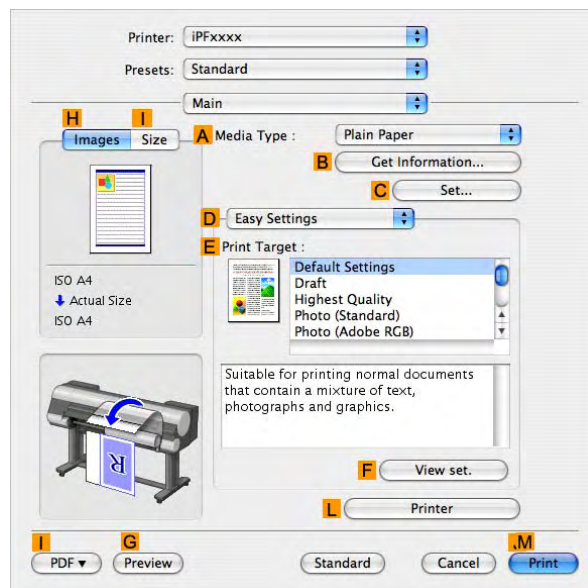 Printer: iPFxxxx
Presets: Standard
Main
H I
Images Size
A Media Type : Plain Paper
B Get Information...
C Set...
D Easy Settings
E Print Target :
Default Settings
Draft
Highest Quality
Photo (Standard)
Photo (Adobe RGB)
ISO A4
Actual Size
ISO A4
Suitable for printing normal documents
that contain a mixture of text,
photographs and graphics.
R
F View set.
L Printer
I G .M
PDF Preview Standard Cancel Print